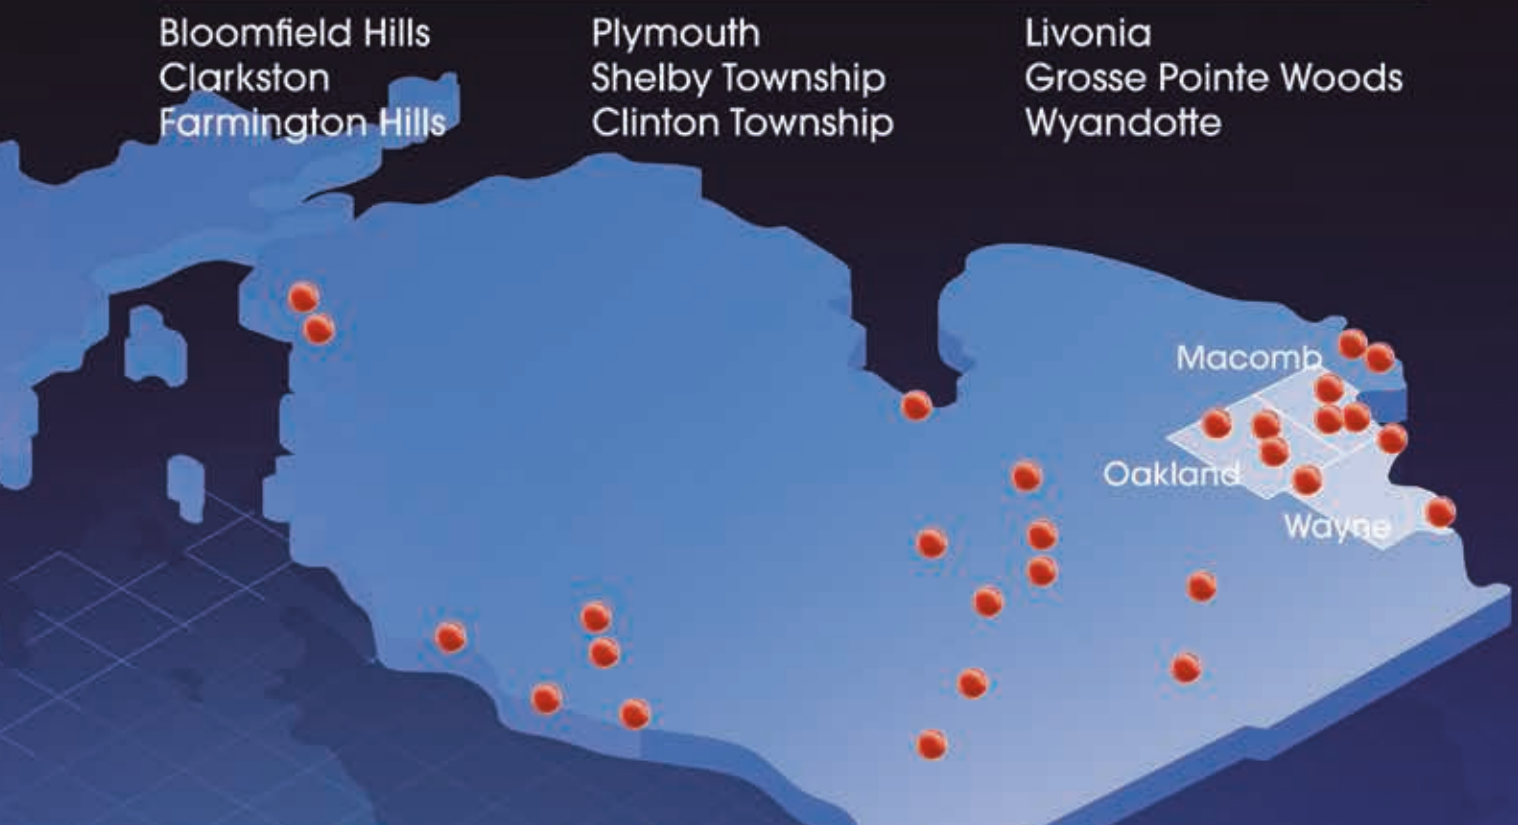 Bloomfield Hills
Clarkston
Farmington Hills
Plymouth
Shelby Township
Clinton Township
Livonia
Grosse Pointe Woods
Wyandotte
Macomb
Oakland
Wayne